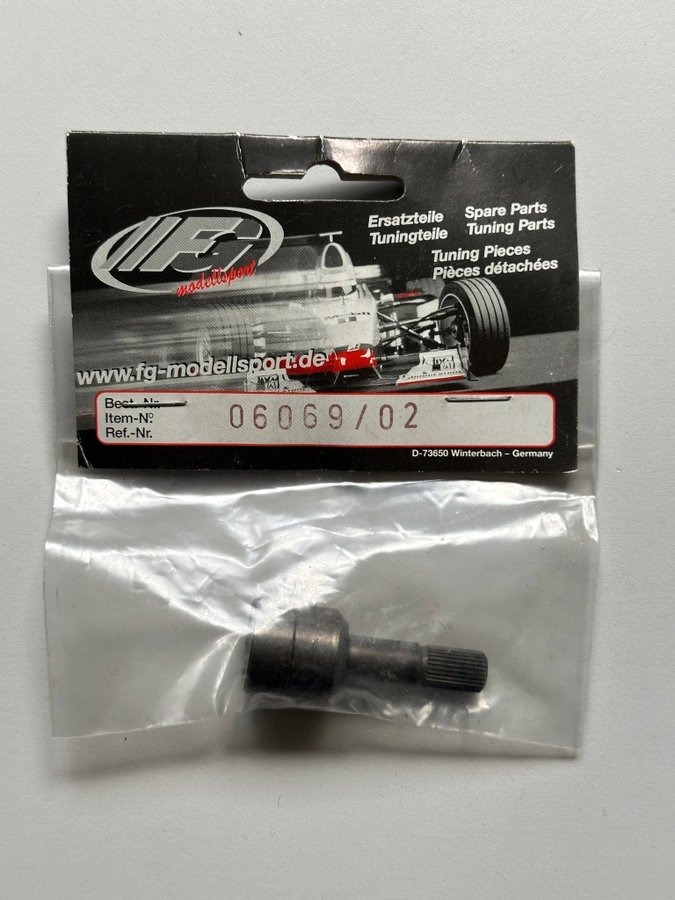 FG
modellsport
Ersatzteile
Tuningteile
Spare Parts
Tuning Parts
Tuning Pieces
Pièces détachées
www.fg-modellsport.de
Best.-Nr.
Item-Nº.
Ref.-Nr.
06069/02
D-73650 Winterbach – Germany